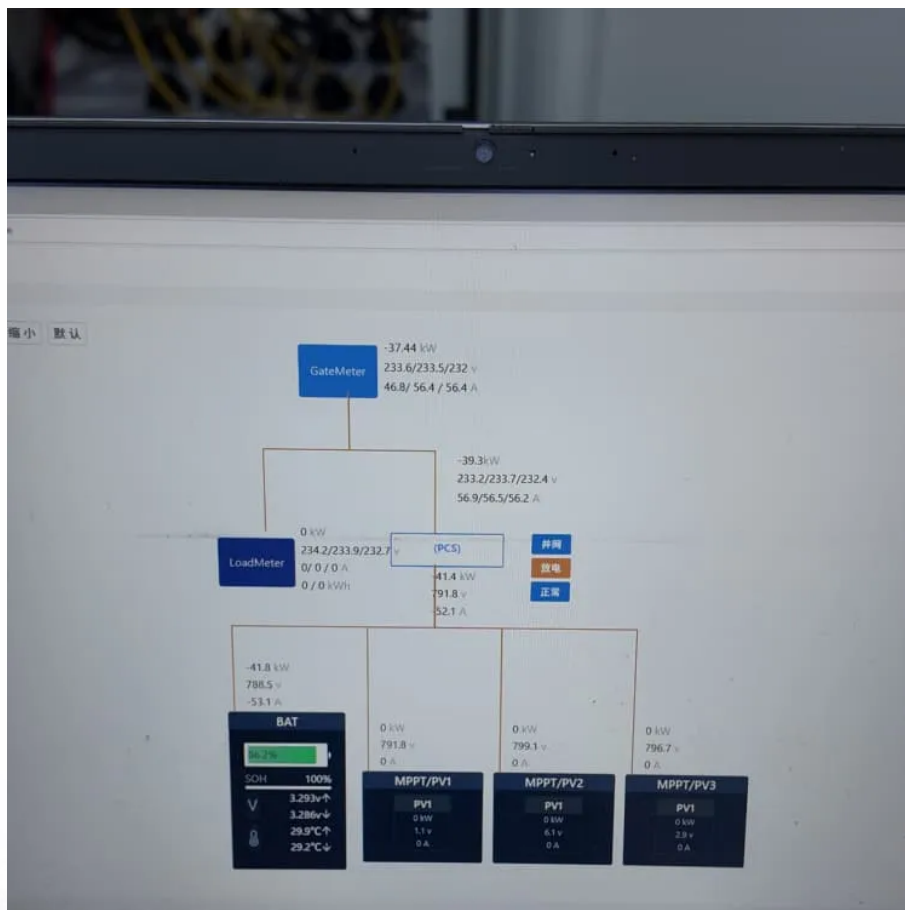 缩小 默认
-37.44 kW
GateMeter
233.6/233.5/232 v
46.8/ 56.4 / 56.4 A
-39.3kW
233.2/233.7/232.4 v
56.9/56.5/56.2 A
0 kW
234.2/233.9/232.7 v
LoadMeter
0/ 0 / 0 A
0 / 0 kWh
(PCS)
并网
放电
正常
-41.4 kW
791.8 v
-52.1 A
-41.8 kW
788.5 v
-53.1 A
BAT
86.2%
SOH 100%
V
3.293v↑
3.286v↓
29.9°C↑
29.2°C↓
0 kW
791.8 v
0 A
MPPT/PV1
PV1
0 kW
1.1 v
0 A
0 kW
799.1 v
0 A
MPPT/PV2
PV1
0 kW
6.1 v
0 A
0 kW
796.7 v
0 A
MPPT/PV3
PV1
0 kW
2.9 v
0 A